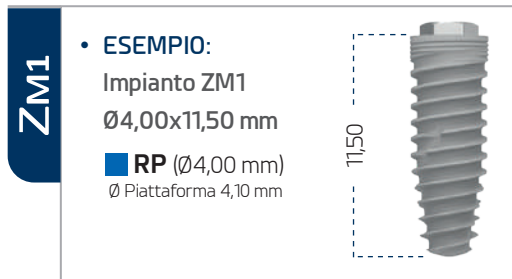 ZM1
• ESEMPIO:
Impianto ZM1
Ø4,00x11,50 mm
RP (Ø4,00 mm)
Ø Piattaforma 4,10 mm
11,50